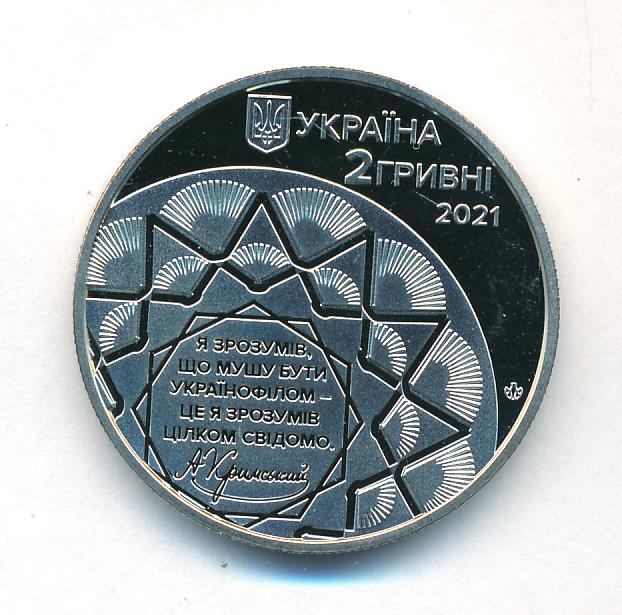 УКРАЇНА
2 ГРИВНІ
2021
Я ЗРОЗУМІВ,
ЩО МУШУ БУТИ
УКРАЇНОФІЛОМ –
ЦЕ Я ЗРОЗУМІВ
ЦІЛКОМ СВІДОМО.
А. Кримський